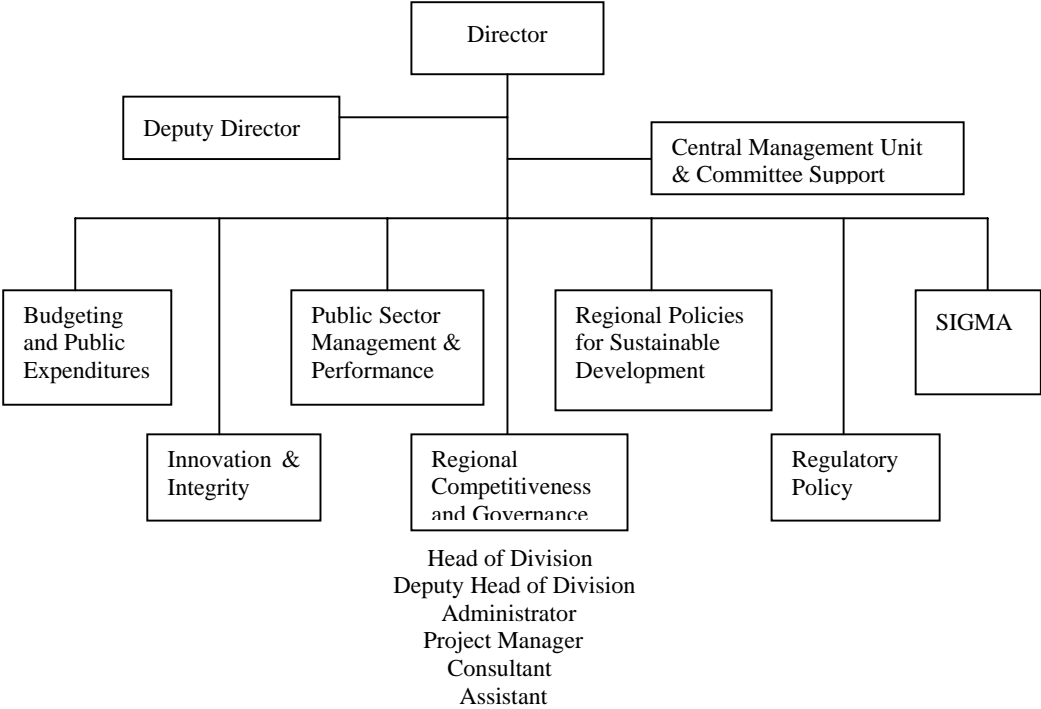 Director
Deputy Director
Central Management Unit
& Committee Support
Budgeting
and Public
Expenditures
Public Sector
Management &
Performance
Regional Policies
for Sustainable
Development
SIGMA
Innovation &
Integrity
Regional
Competitiveness
and Governance
Regulatory
Policy
Head of Division
Deputy Head of Division
Administrator
Project Manager
Consultant
Assistant